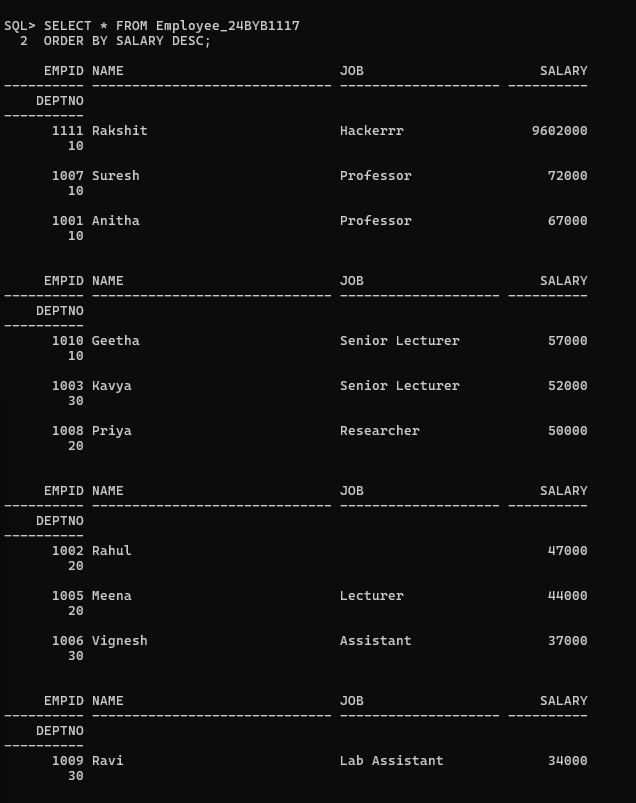 SQL> SELECT * FROM Employee_24BYB1117
  2  ORDER BY SALARY DESC;
     EMPID NAME                           JOB                      SALARY
---------- ------------------------------ -------------------- ----------
    DEPTNO
----------
      1111 Rakshit                        Hackerrr                9602000
        10
      1007 Suresh                         Professor                 72000
        10
      1001 Anitha                         Professor                 67000
        10
     EMPID NAME                           JOB                      SALARY
---------- ------------------------------ -------------------- ----------
    DEPTNO
----------
      1010 Geetha                         Senior Lecturer           57000
        10
      1003 Kavya                          Senior Lecturer           52000
        30
      1008 Priya                          Researcher                50000
        20
     EMPID NAME                           JOB                      SALARY
---------- ------------------------------ -------------------- ----------
    DEPTNO
----------
      1002 Rahul                                                    47000
        20
      1005 Meena                          Lecturer                  44000
        20
      1006 Vignesh                        Assistant                 37000
        30
     EMPID NAME                           JOB                      SALARY
---------- ------------------------------ -------------------- ----------
    DEPTNO
----------
      1009 Ravi                           Lab Assistant             34000
        30